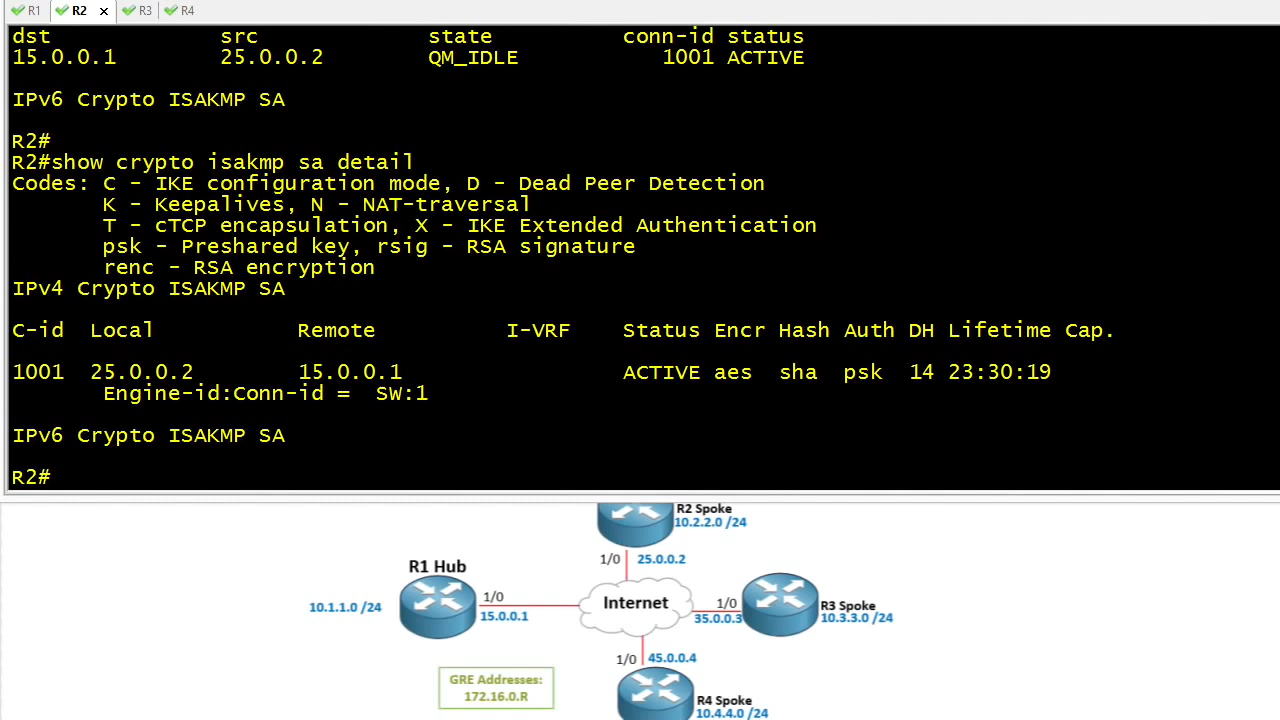 R1 R2 × R3 R4
dst src state conn-id status
15.0.0.1 25.0.0.2 QM_IDLE 1001 ACTIVE
IPv6 Crypto ISAKMP SA
R2#
R2#show crypto isakmp sa detail
Codes: C - IKE configuration mode, D - Dead Peer Detection
K - Keepalives, N - NAT-traversal
T - cTCP encapsulation, X - IKE Extended Authentication
psk - Preshared key, rsig - RSA signature
renc - RSA encryption
IPv4 Crypto ISAKMP SA
C-id Local Remote I-VRF Status Encr Hash Auth DH Lifetime Cap.
1001 25.0.0.2 15.0.0.1 ACTIVE aes sha psk 14 23:30:19
Engine-id:Conn-id = SW:1
IPv6 Crypto ISAKMP SA
R2#
R2 Spoke
10.2.2.0 /24
1/0 25.0.0.2
R1 Hub
10.1.1.0 /24
1/0
15.0.0.1
Internet
1/0
35.0.0.3
R3 Spoke
10.3.3.0 /24
1/0 45.0.0.4
GRE Addresses:
172.16.0.R
R4 Spoke
10.4.4.0 /24